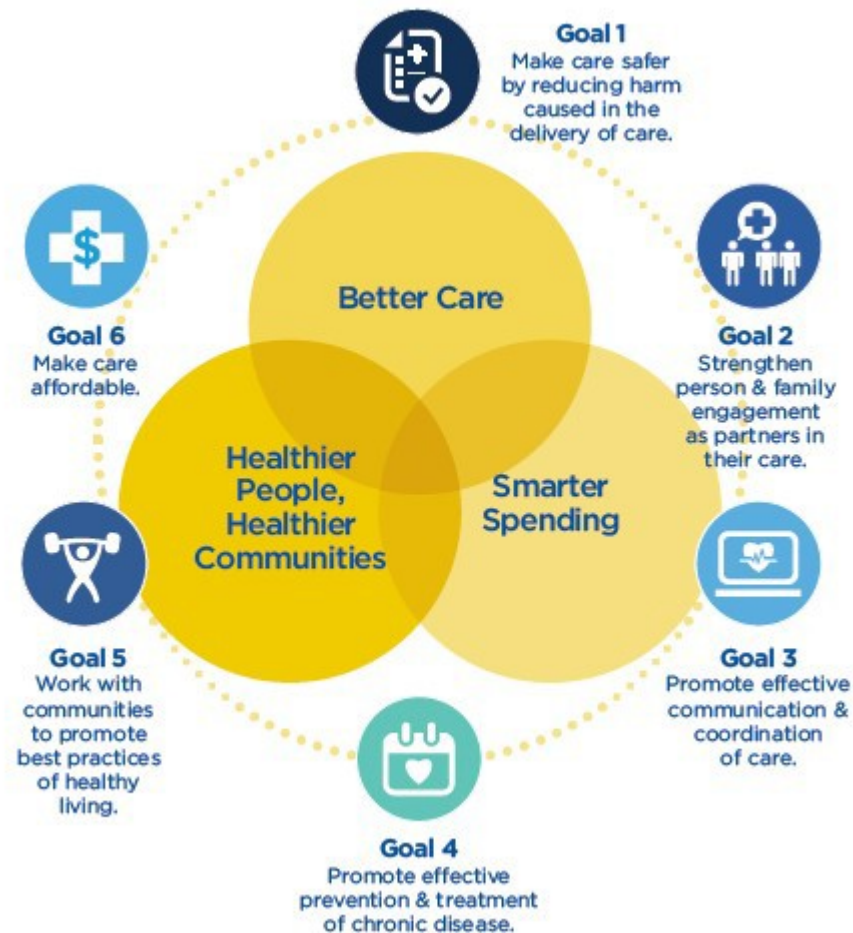 Goal 1
Make care safer
by reducing harm
caused in the
delivery of care.
Goal 2
Strengthen
person & family
engagement
as partners in
their care.
Goal 3
Promote effective
communication &
coordination
of care.
Goal 4
Promote effective
prevention & treatment
of chronic disease.
Goal 5
Work with
communities
to promote
best practices
of healthy
living.
Goal 6
Make care
affordable.
$
Better Care
Healthier
People,
Healthier
Communities
Smarter
Spending